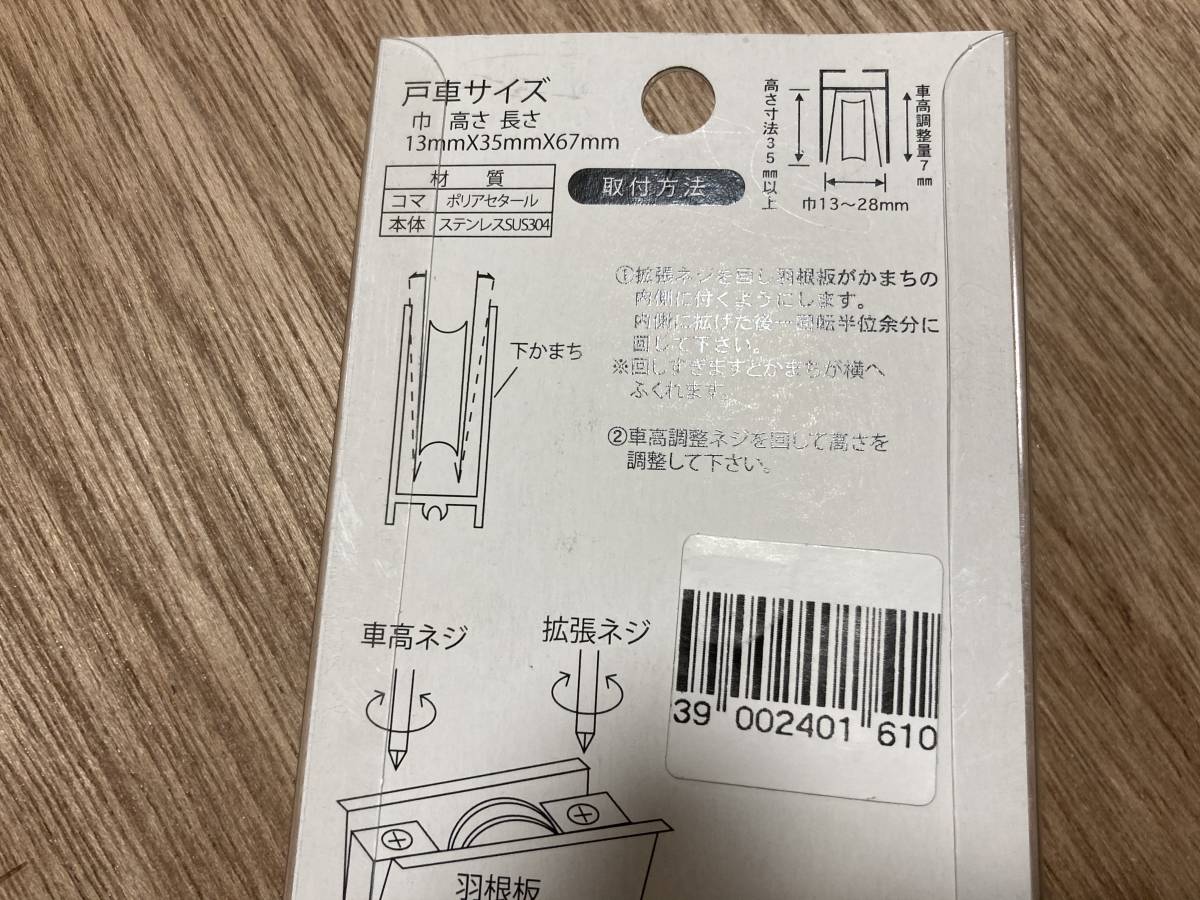 戸車サイズ
巾 高さ 長さ
13mmX35mmX67mm
材 質
コマ ポリアセタール
本体 ステンレスSUS304
取付方法
高さ寸法35mm以上
車高調整量7mm
巾13～28mm
①拡張ネジを回し羽根板がかまちの
内側に付くようにします。
内側に拡げた後一回転半位余分に
回して下さい。
※回しすぎますとかまちが横へ
ふくれます。
②車高調整ネジを回して高さを
調整して下さい。
下かまち
車高ネジ
拡張ネジ
羽根板
39 002401 610